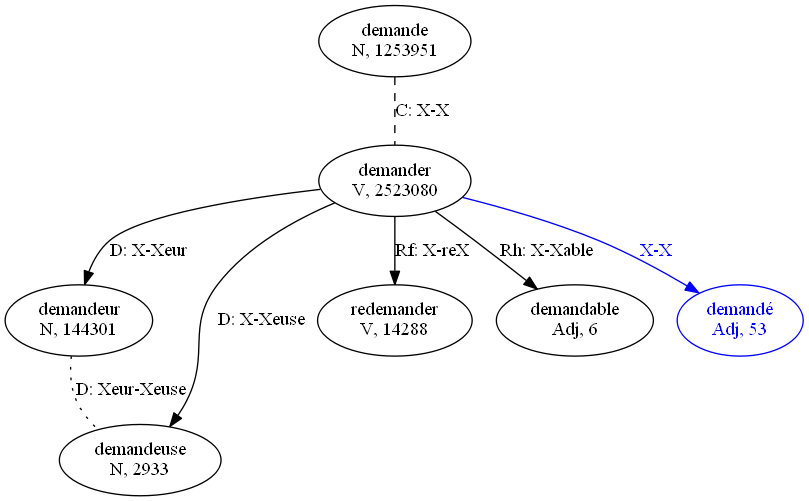 demande
N, 1253951
C: X-X
demander
V, 2523080
D: X-Xeur
D: X-Xeuse
Rf: X-reX
Rh: X-Xable
X-X
demandeur
N, 144301
redemander
V, 14288
demandable
Adj, 6
demandé
Adj, 53
D: Xeur-Xeuse
demandeuse
N, 2933